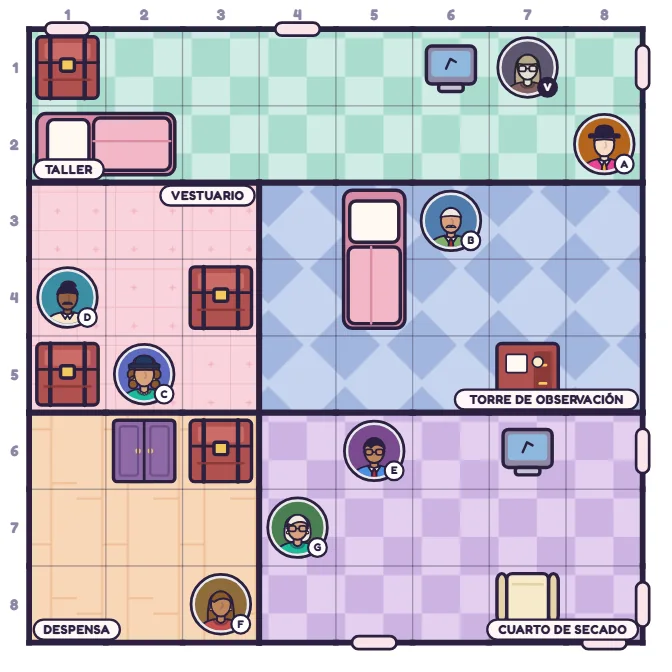 1 2 3 4 5 6 7 8
1
V
2
A
TALLER
VESTUARIO
3
B
4
D
5
C
TORRE DE OBSERVACIÓN
6
E
7
G
8
F
DESPENSA
CUARTO DE SECADO